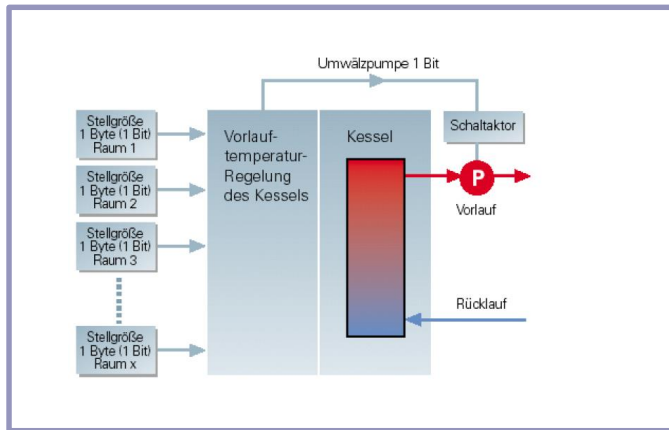 Umwälzpumpe 1 Bit
Stellgröße
1 Byte (1 Bit)
Raum 1
Stellgröße
1 Byte (1 Bit)
Raum 2
Stellgröße
1 Byte (1 Bit)
Raum 3
Stellgröße
1 Byte (1 Bit)
Raum x
Vorlauf-
temperatur-
Regelung
des Kessels
Kessel
Schaltaktor
P
Vorlauf
Rücklauf